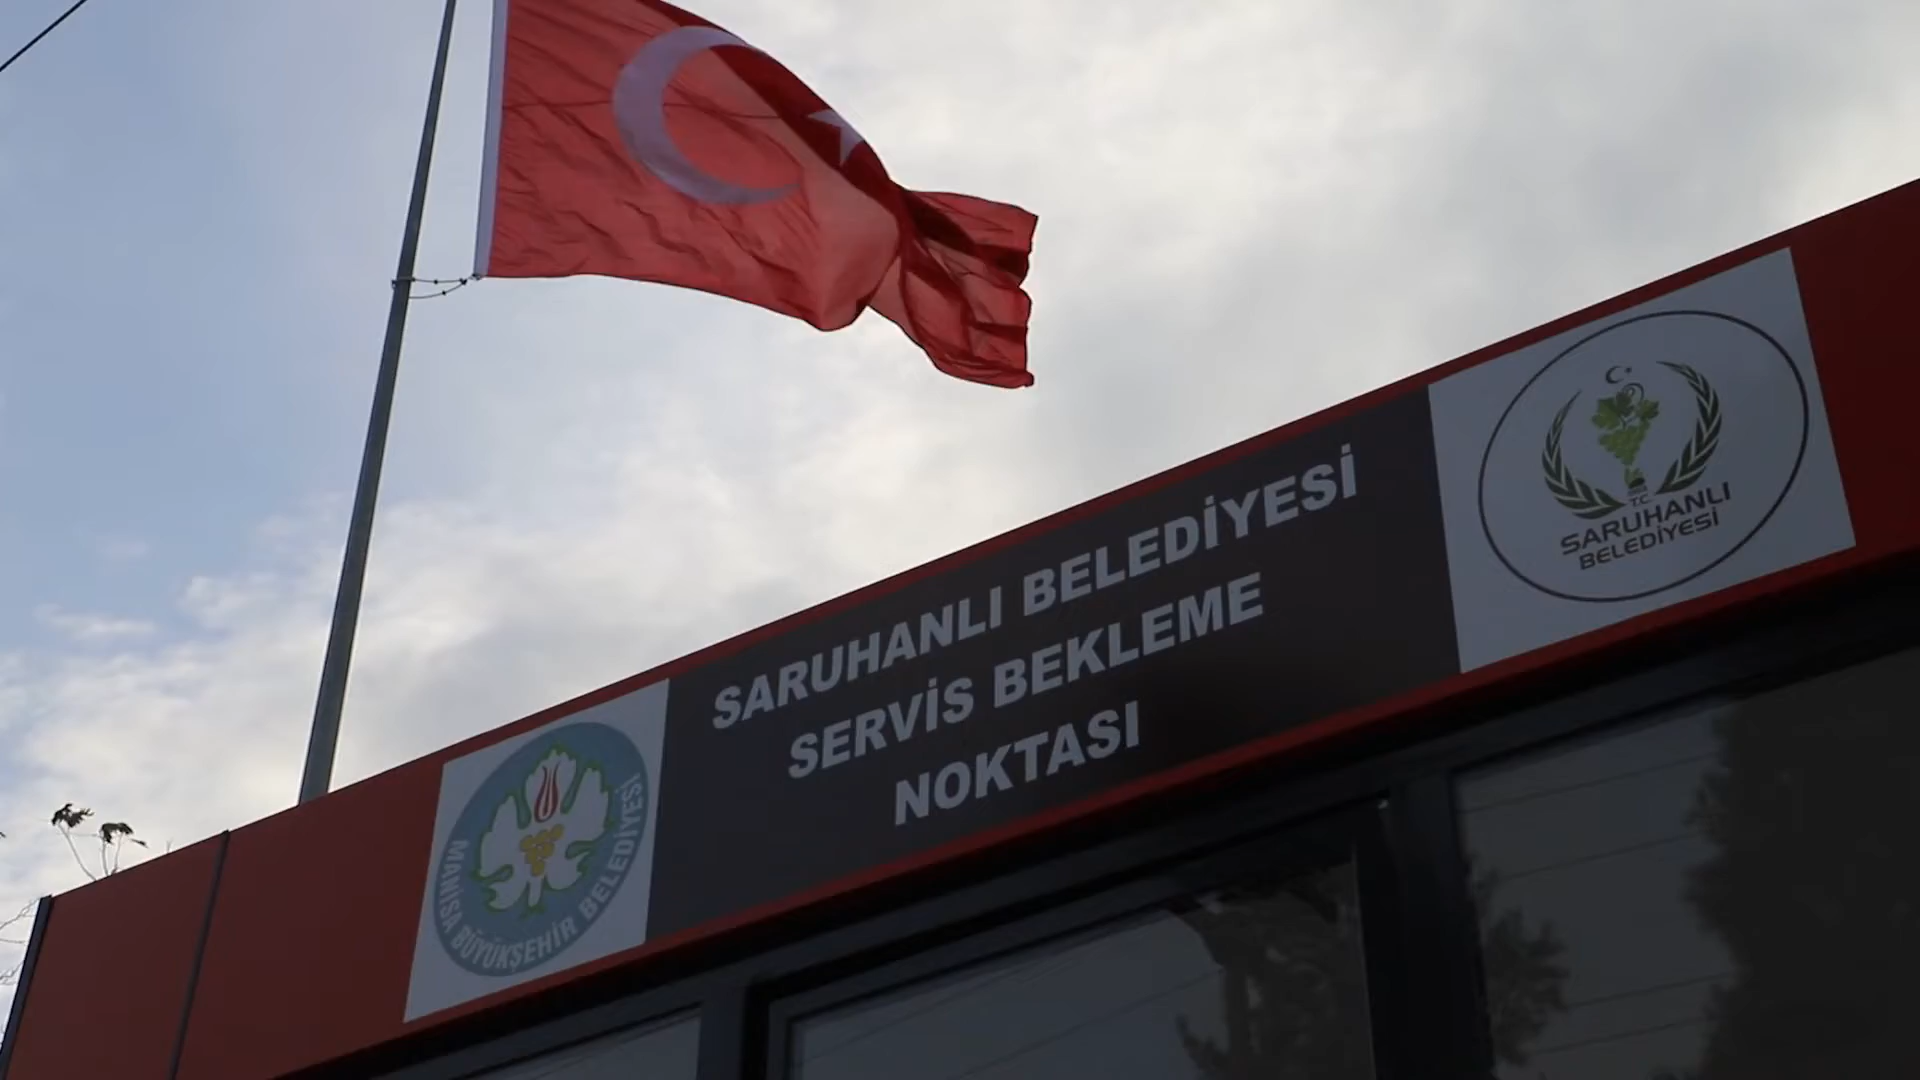 SARUHANLI BELEDİYESİ
SERVİS BEKLEME
NOKTASI
MANİSA BÜYÜKŞEHİR BELEDİYESİ
T.C.
SARUHANLI
BELEDİYESİ